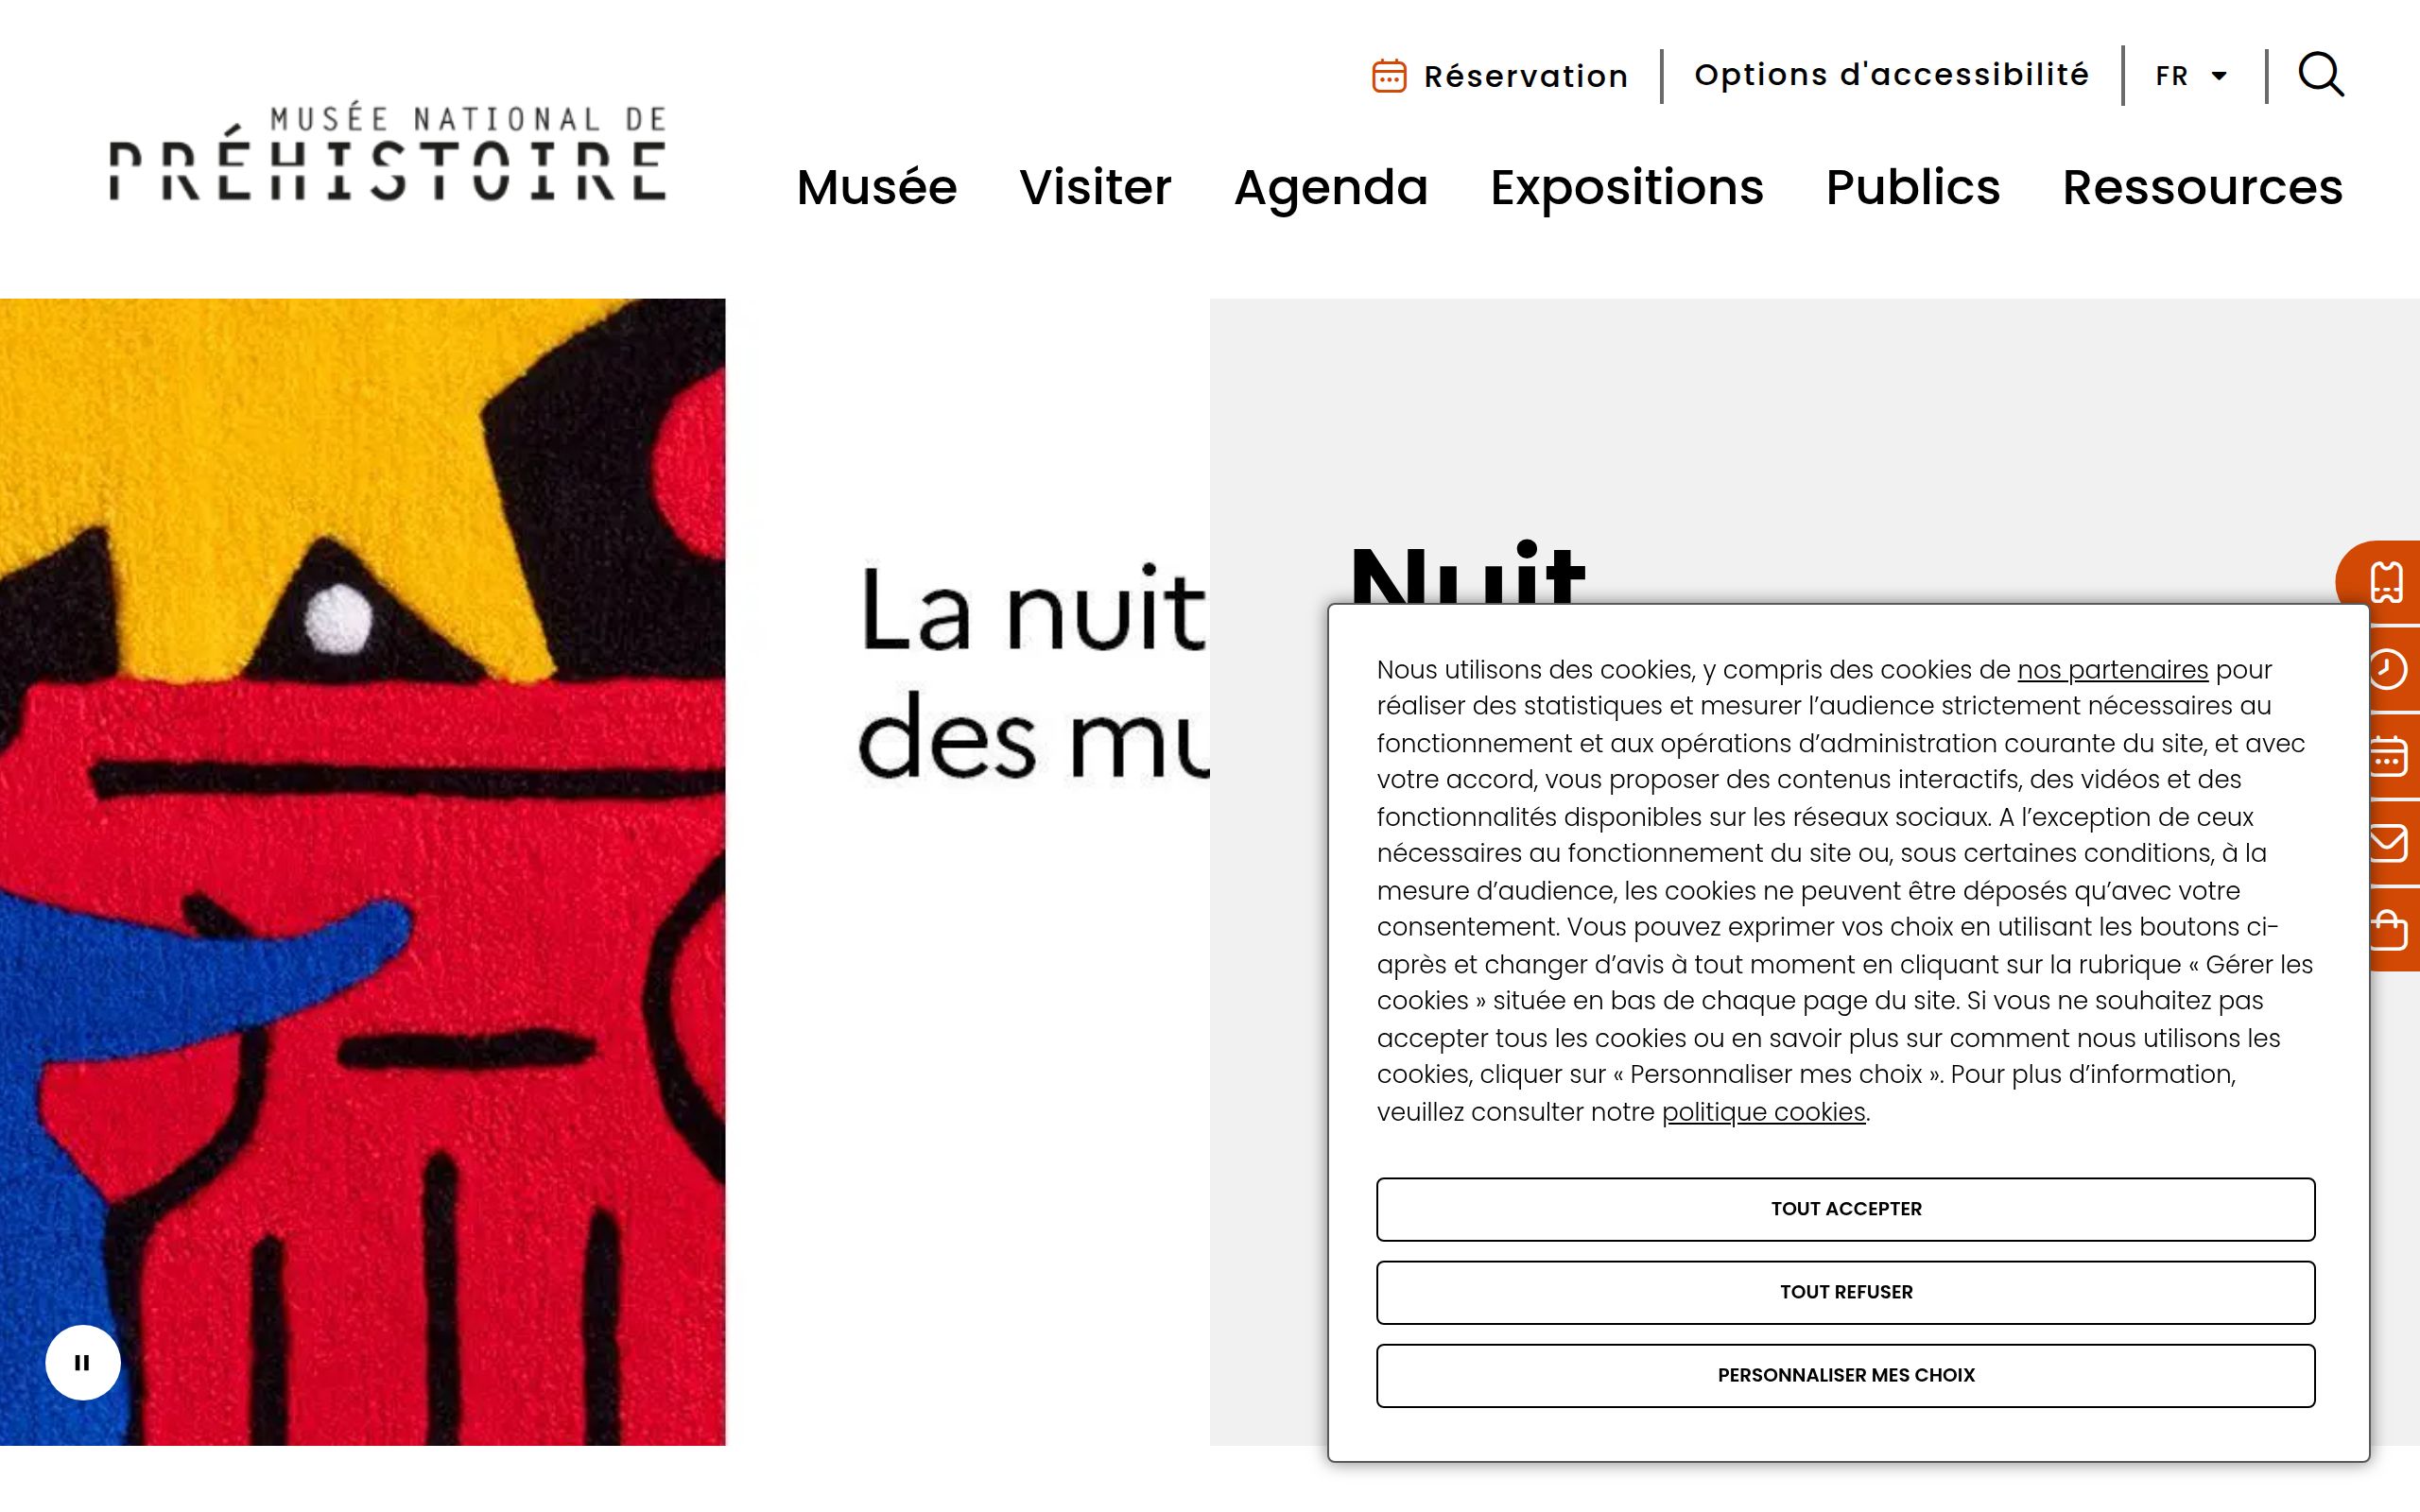 Réservation
Options d'accessibilité
FR
MUSÉE NATIONAL DE
PRÉHISTOIRE
Musée
Visiter
Agenda
Expositions
Publics
Ressources
La nuit
des mu
Nuit
Nous utilisons des cookies, y compris des cookies de nos partenaires pour
réaliser des statistiques et mesurer l’audience strictement nécessaires au
fonctionnement et aux opérations d’administration courante du site, et avec
votre accord, vous proposer des contenus interactifs, des vidéos et des
fonctionnalités disponibles sur les réseaux sociaux. A l’exception de ceux
nécessaires au fonctionnement du site ou, sous certaines conditions, à la
mesure d’audience, les cookies ne peuvent être déposés qu’avec votre
consentement. Vous pouvez exprimer vos choix en utilisant les boutons ci-
après et changer d’avis à tout moment en cliquant sur la rubrique « Gérer les
cookies » située en bas de chaque page du site. Si vous ne souhaitez pas
accepter tous les cookies ou en savoir plus sur comment nous utilisons les
cookies, cliquer sur « Personnaliser mes choix ». Pour plus d’information,
veuillez consulter notre politique cookies.
TOUT ACCEPTER
TOUT REFUSER
PERSONNALISER MES CHOIX